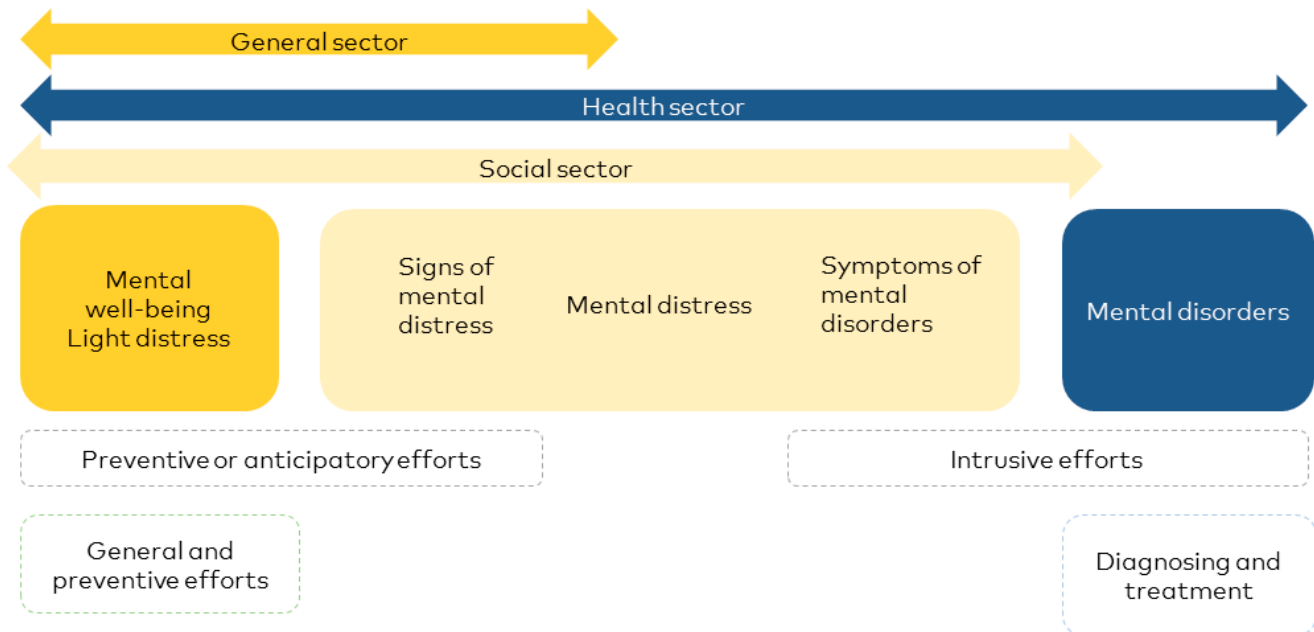 General sector
Health sector
Social sector
Mental
well-being
Light distress
Signs of
mental
distress
Mental distress
Symptoms of
mental
disorders
Mental disorders
Preventive or anticipatory efforts
Intrusive efforts
General and
preventive efforts
Diagnosing and
treatment